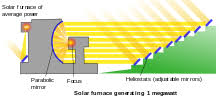 Solar furnace of
average power
Parabolic
mirror
Focus
Heliostats (adjustable mirrors)
Solar furnace generating 1 megawatt